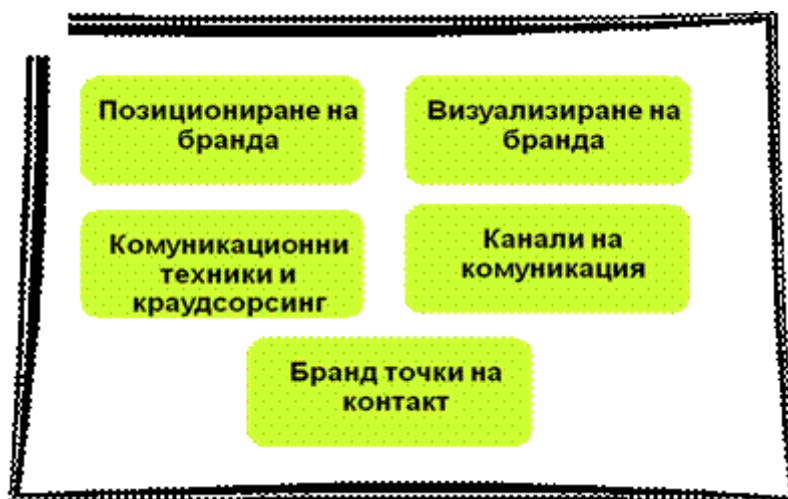 Позициониране на
бранда
Визуализиране на
бранда
Комуникационни
техники и
краудсорсинг
Канали на
комуникация
Бранд точки на
контакт